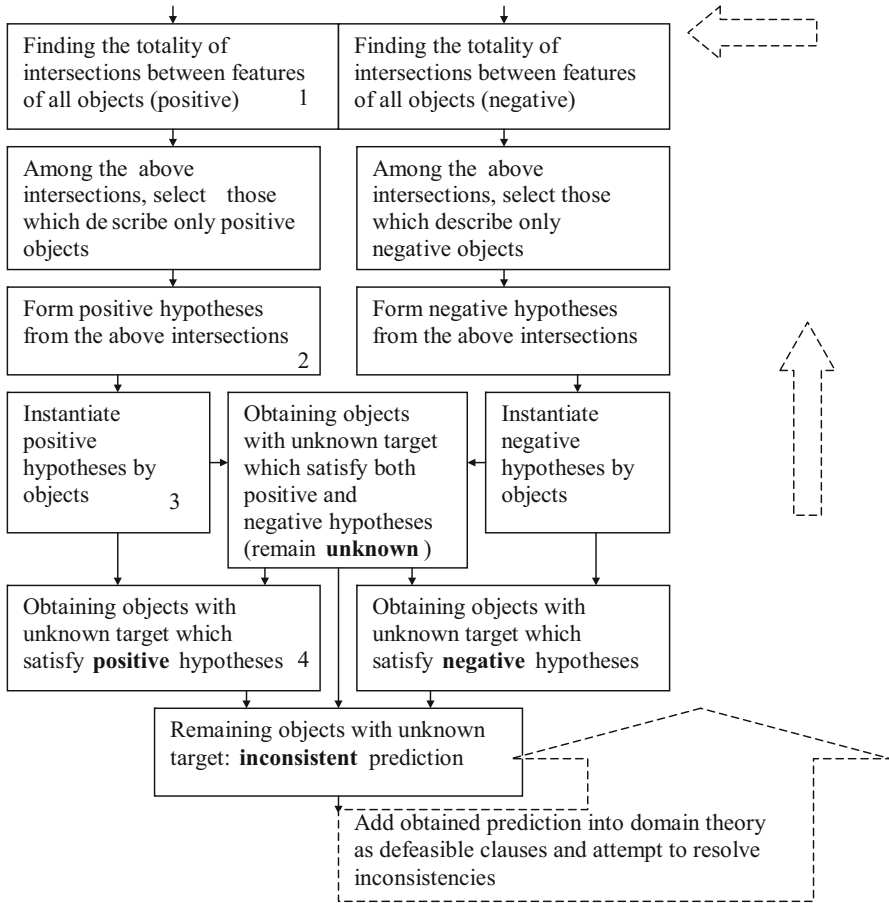 Finding the totality of
intersections between features
of all objects (positive) 1
Finding the totality of
intersections between features
of all objects (negative)
Among the above
intersections, select those
which de scribe only positive
objects
Among the above
intersections, select those
which describe only
negative objects
Form positive hypotheses
from the above intersections
2
Form negative hypotheses
from the above intersections
Instantiate
positive
hypotheses by
objects
3
Obtaining objects
with unknown target
which satisfy both
positive and
negative hypotheses
(remain unknown )
Instantiate
negative
hypotheses by
objects
Obtaining objects with
unknown target which
satisfy positive hypotheses 4
Obtaining objects with
unknown target which
satisfy negative hypotheses
Remaining objects with unknown
target: inconsistent prediction
Add obtained prediction into domain theory
as defeasible clauses and attempt to resolve
inconsistencies